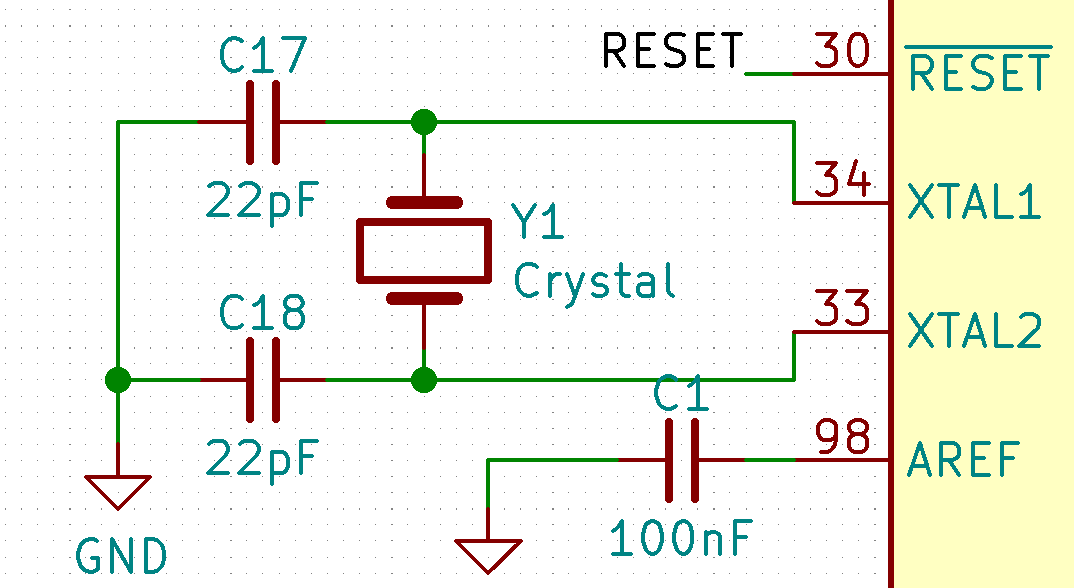 C17
22pF
RESET
30
RESET
34
XTAL1
Y1
Crystal
C18
22pF
33
XTAL2
C1
100nF
98
AREF
GND